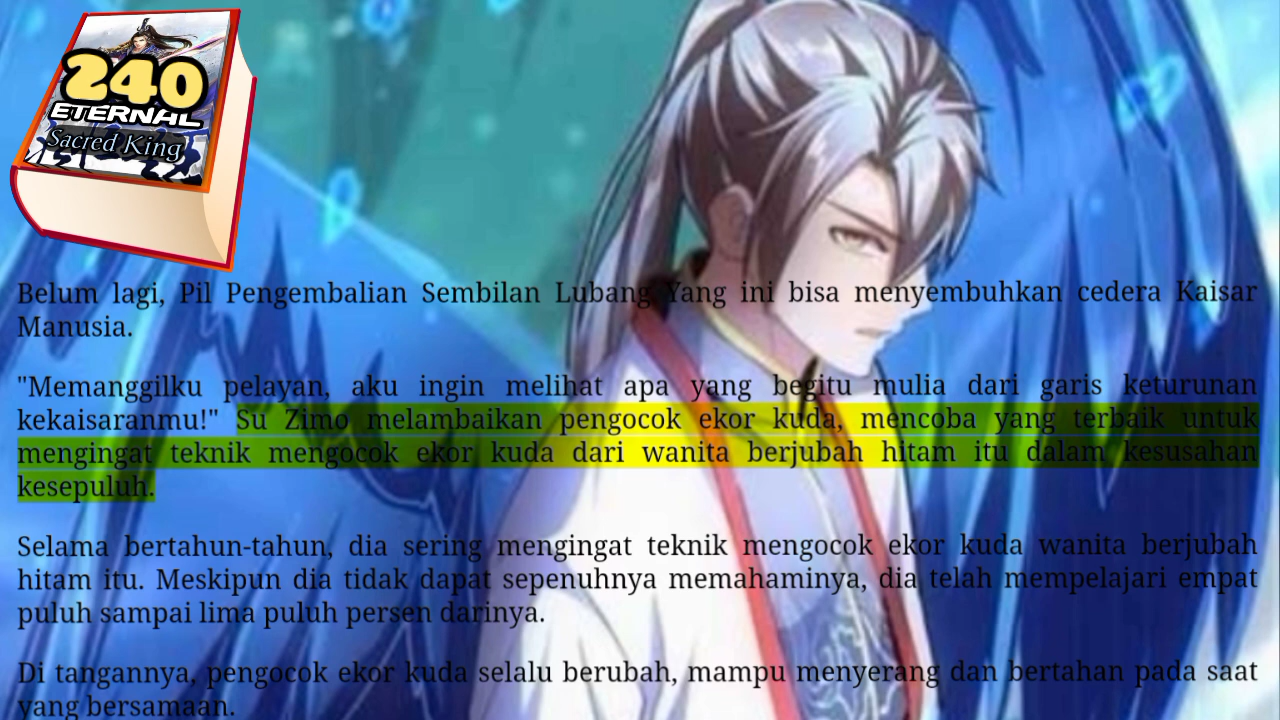 240
ETERNAL
Sacred King
Belum lagi, Pil Pengembalian Sembilan Lubang Yang ini bisa menyembuhkan cedera Kaisar
Manusia.
"Memanggilku pelayan, aku ingin melihat apa yang begitu mulia dari garis keturunan
kekaisaranmu!" Su Zimo melambaikan pengocok ekor kuda, mencoba yang terbaik untuk
mengingat teknik mengocok ekor kuda dari wanita berjubah hitam itu dalam kesusahan
kesepuluh.
Selama bertahun-tahun, dia sering mengingat teknik mengocok ekor kuda wanita berjubah
hitam itu. Meskipun dia tidak dapat sepenuhnya memahaminya, dia telah mempelajari empat
puluh sampai lima puluh persen darinya.
Di tangannya, pengocok ekor kuda selalu berubah, mampu menyerang dan bertahan pada saat
yang bersamaan.